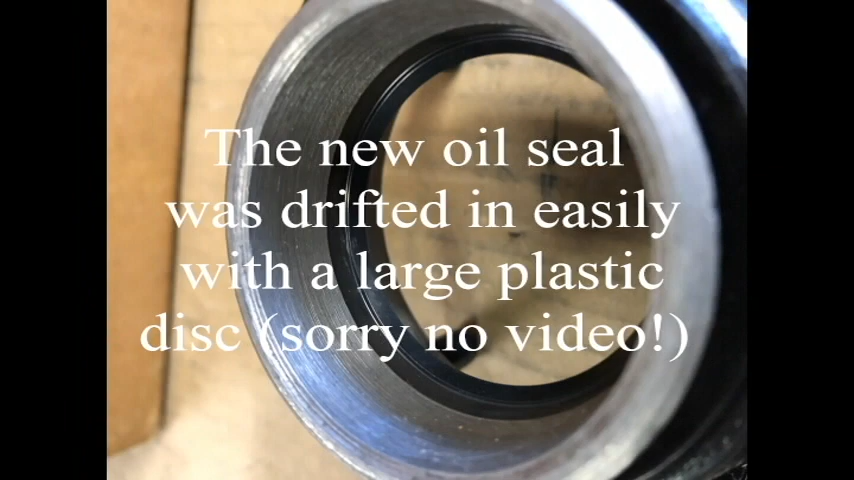 The new oil seal
was drifted in easily
with a large plastic
disc (sorry no video!)